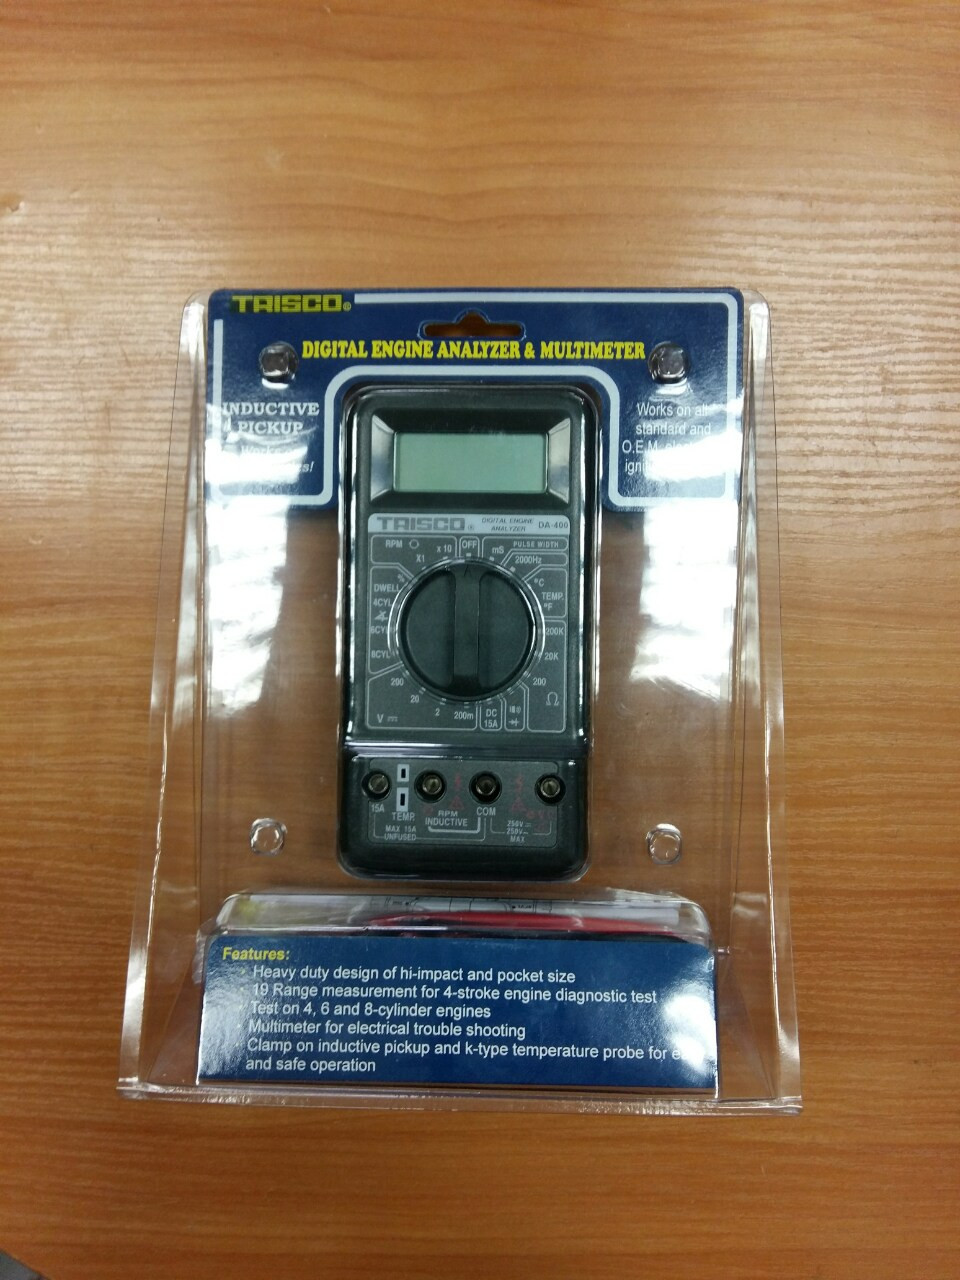 TRISCO®
DIGITAL ENGINE ANALYZER & MULTIMETER
INDUCTIVE
PICKUP
Works on all
standard and
O.E.M.
TRISCO®
DIGITAL ENGINE
ANALYZER
DA-400
RPM
X1
x 10
OFF
mS
PULSE WIDTH
2000Hz
°C
TEMP.
°F
DWELL
4CYL
6CYL
8CYL
200K
20K
200
Ω
200
20
2
200m
V
DC
15A
15A
TEMP.
RPM
INDUCTIVE
COM
MAX 15A
UNFUSED
250V
250V
MAX
Features:
Heavy duty design of hi-impact and pocket size
19 Range measurement for 4-stroke engine diagnostic test
Test on 4, 6 and 8-cylinder engines
Multimeter for electrical trouble shooting
Clamp on inductive pickup and k-type temperature probe for
and safe operation